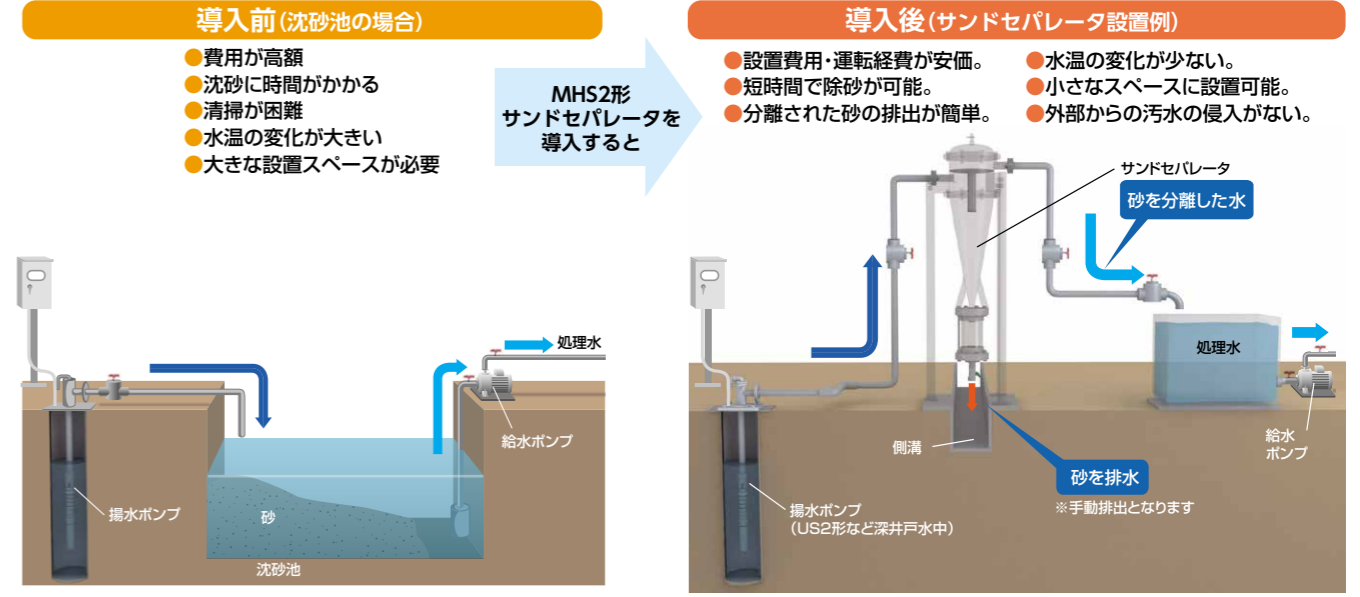 導入前(沈砂池の場合)
●費用が高額
●沈砂に時間がかかる
●清掃が困難
●水温の変化が大きい
●大きな設置スペースが必要
MHS2形
サンドセパレータを
導入すると
導入後(サンドセパレータ設置例)
●設置費用・運転経費が安価。
●短時間で除砂が可能。
●分離された砂の排出が簡単。
●水温の変化が少ない。
●小さなスペースに設置可能。
●外部からの汚水の侵入がない。
処理水
給水ポンプ
揚水ポンプ
砂
沈砂池
サンドセパレータ
砂を分離した水
処理水
給水
ポンプ
側溝
砂を排水
※手動排出となります
揚水ポンプ
(US2形など深井戸水中)